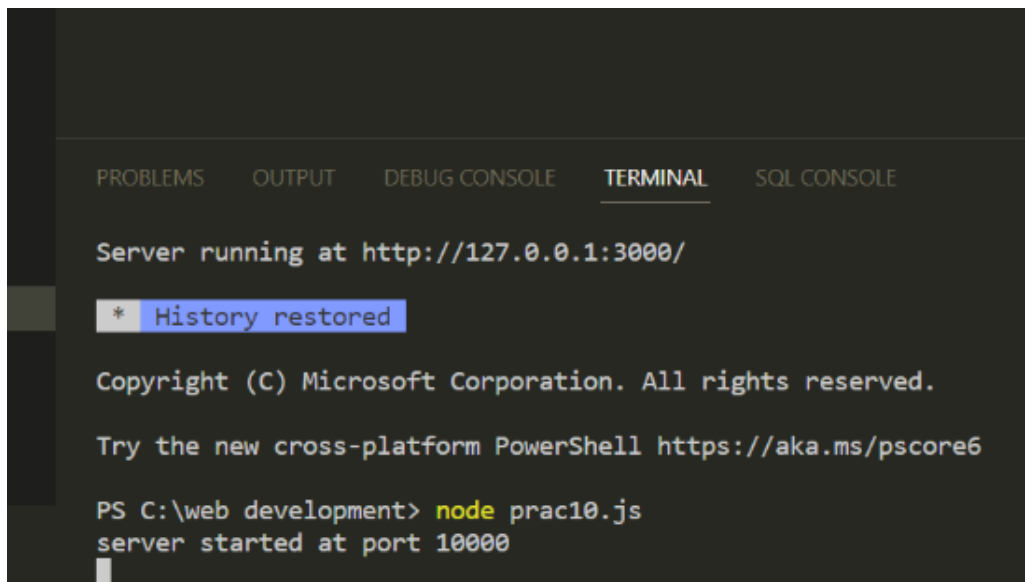 PROBLEMS OUTPUT DEBUG CONSOLE TERMINAL SQL CONSOLE
Server running at http://127.0.0.1:3000/
* History restored
Copyright (C) Microsoft Corporation. All rights reserved.
Try the new cross-platform PowerShell https://aka.ms/pscore6
PS C:\web development> node prac10.js
server started at port 10000